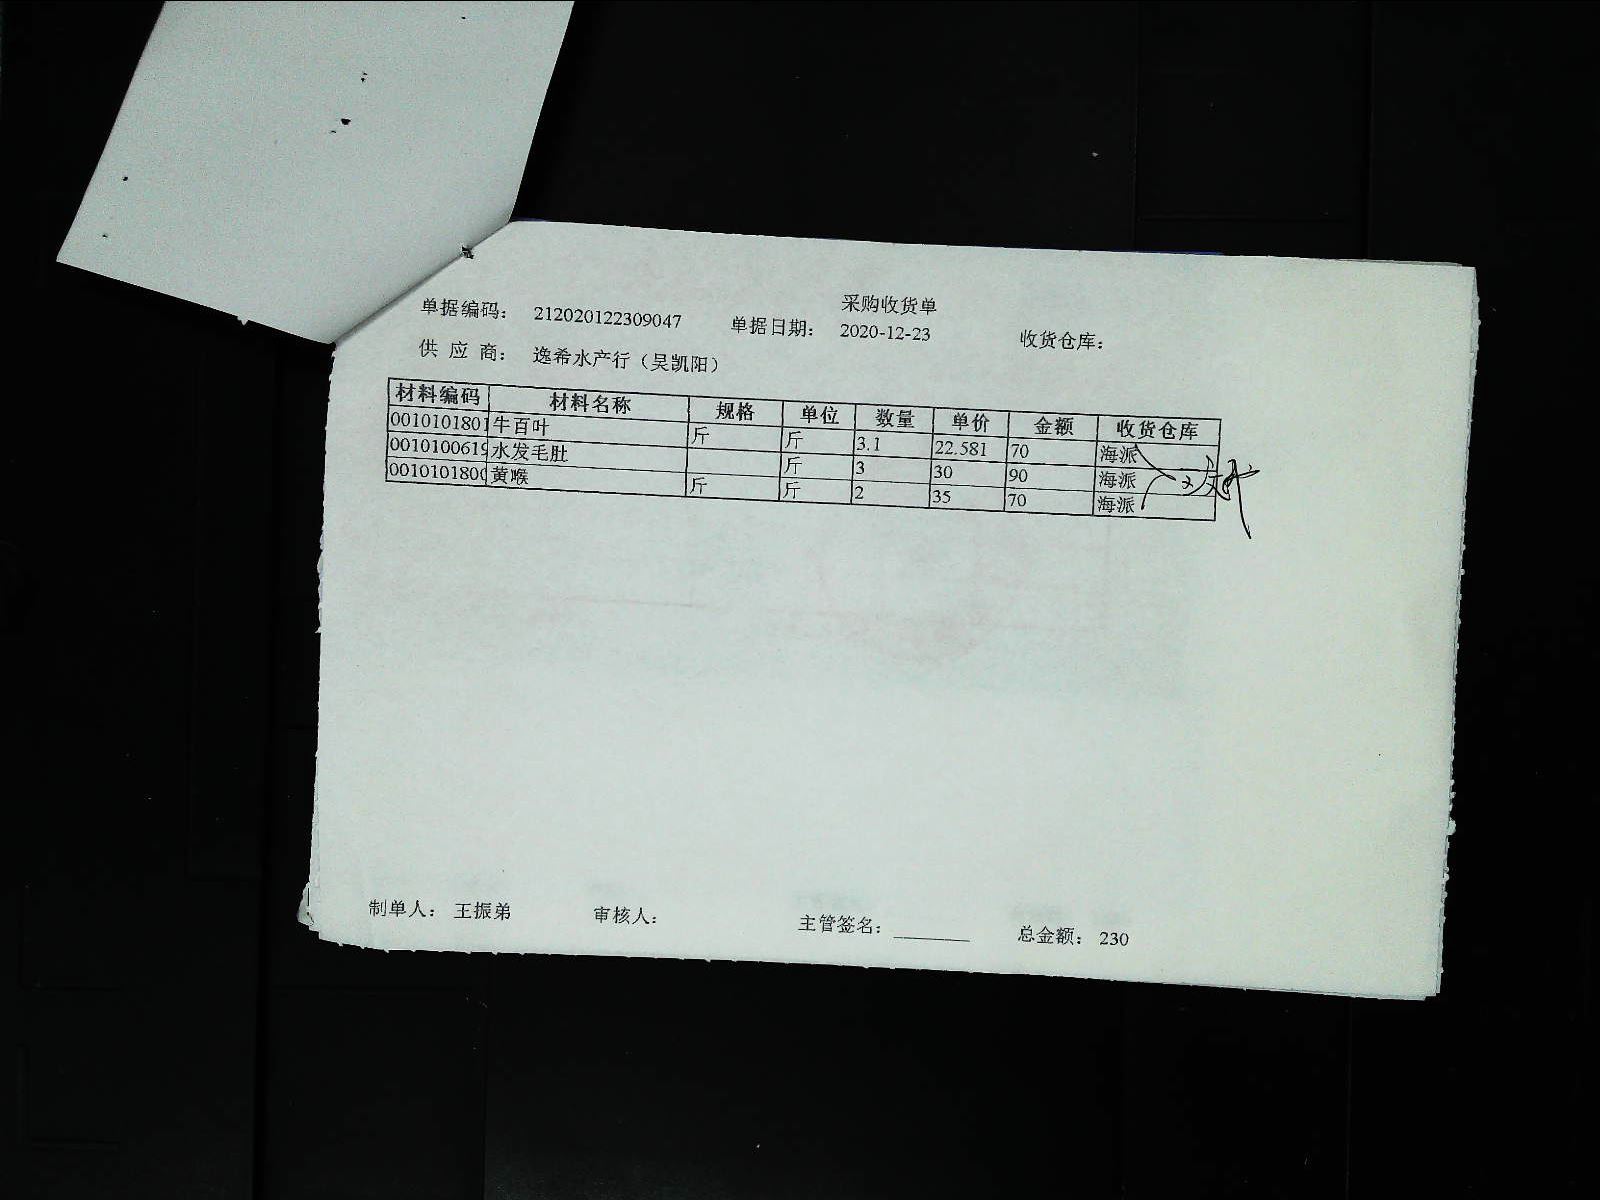 采购收货单
单据编码: 212020122309047 单据日期: 2020-12-23 收货仓库:
供 应 商: 逸希水产行（吴凯阳）
材料编码 材料名称 规格 单位 数量 单价 金额 收货仓库
0010101801 牛百叶 斤 斤 3.1 22.581 70 海派
0010100619 水发毛肚 斤 3 30 90 海派
0010101800 黄喉 斤 斤 2 35 70 海派
制单人: 王振弟 审核人: 主管签名: ________ 总金额: 230